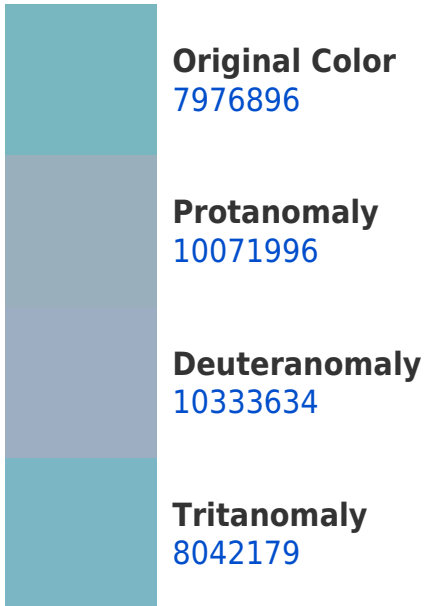 Original Color
7976896
Protanomaly
10071996
Deuteranomaly
10333634
Tritanomaly
8042179